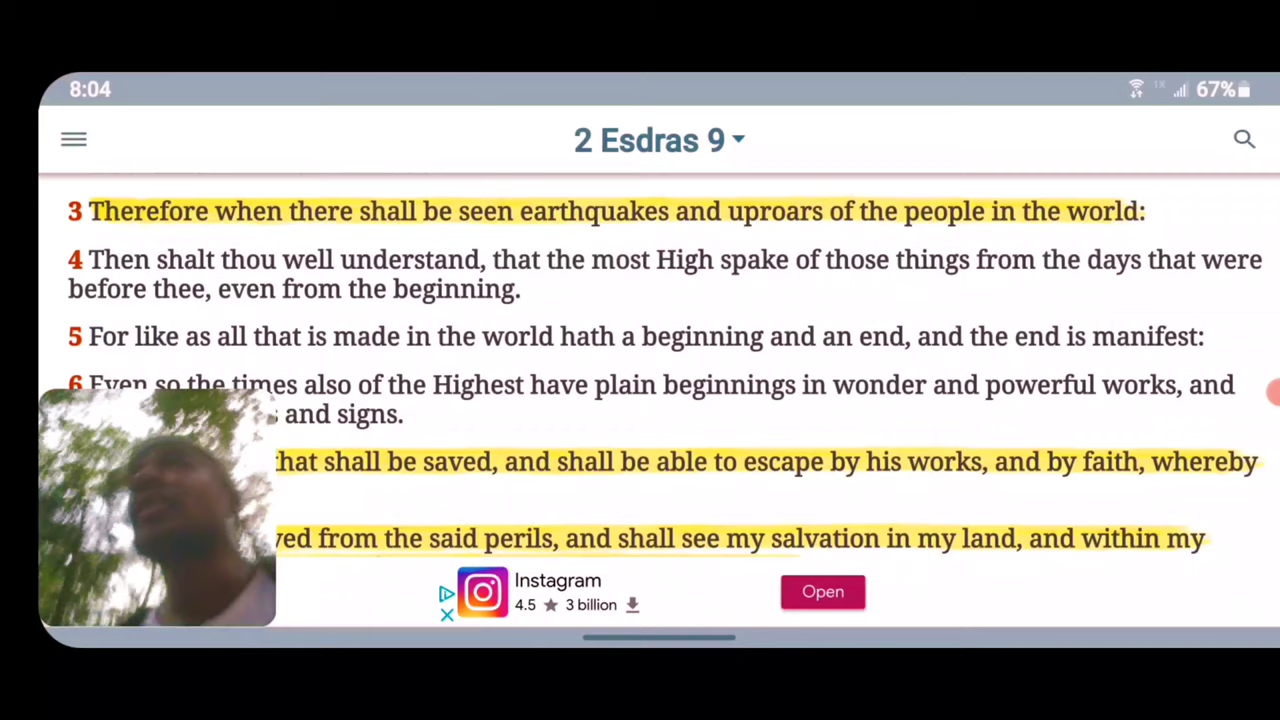 8:04
1X
67%
2 Esdras 9
3 Therefore when there shall be seen earthquakes and uproars of the people in the world:
4 Then shalt thou well understand, that the most High spake of those things from the days that were
before thee, even from the beginning.
5 For like as all that is made in the world hath a beginning and an end, and the end is manifest:
6 Even so the times also of the Highest have plain beginnings in wonder and powerful works, and
and signs.
that shall be saved, and shall be able to escape by his works, and by faith, whereby
from the said perils, and shall see my salvation in my land, and within my
Instagram
4.5 ★ 3 billion
Open